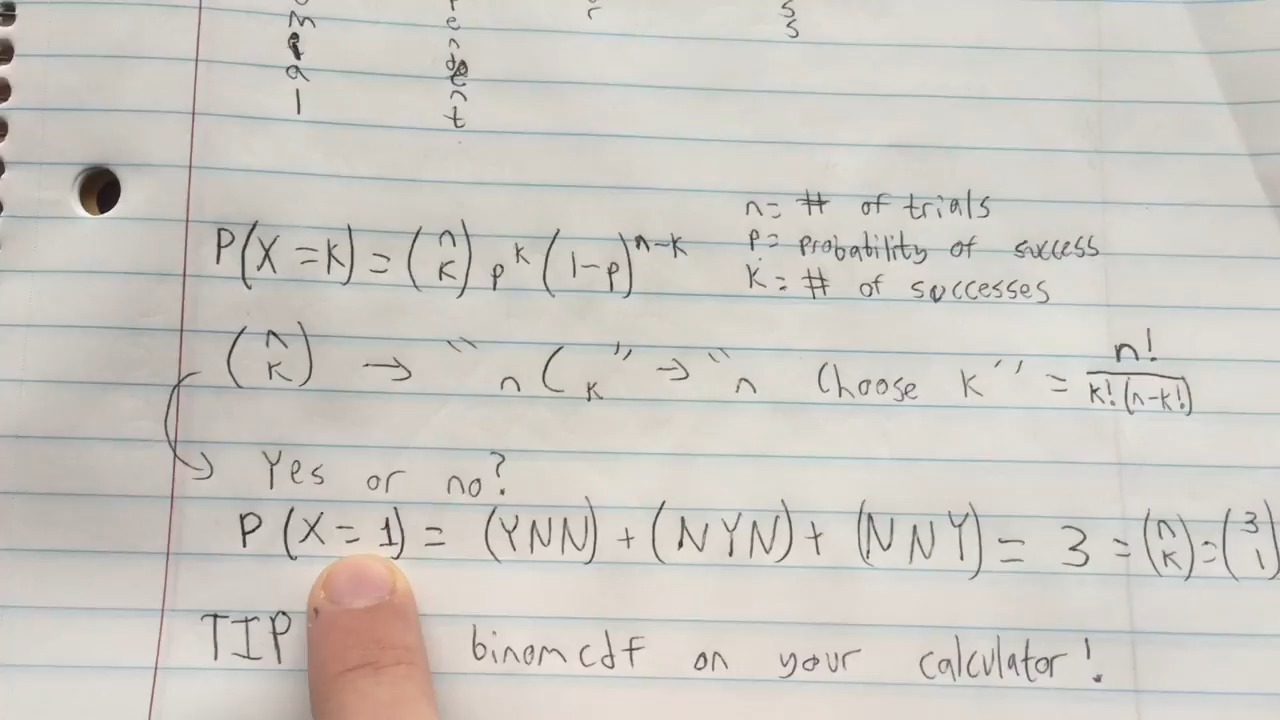 P(X=k) = (n k) p^k (1-p)^n-k
n= # of trials
p= probability of success
k= # of successes
(n k) → "nCk" → "n Choose k" = n!/k!(n-k!)
Yes or no?
P(X=1) = (YNN) + (NYN) + (NNY) = 3 = (n k) = (3 1)
TIP binomcdf on your calculator!